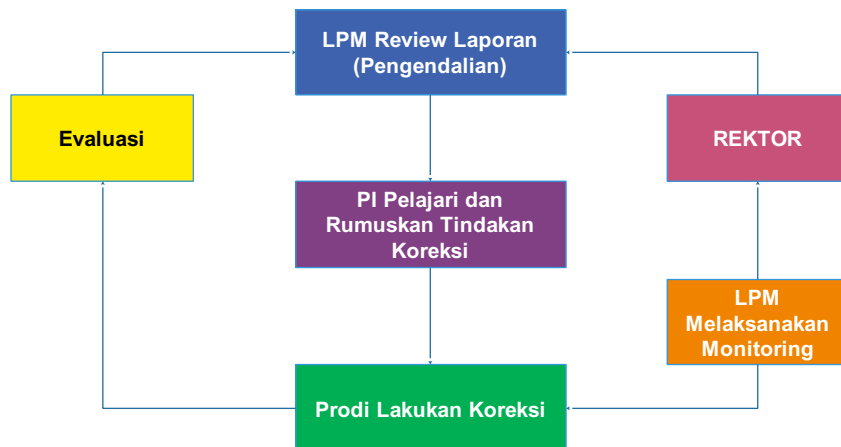 LPM Review Laporan
(Pengendalian)
Evaluasi
REKTOR
PI Pelajari dan
Rumuskan Tindakan
Koreksi
LPM
Melaksanakan
Monitoring
Prodi Lakukan Koreksi